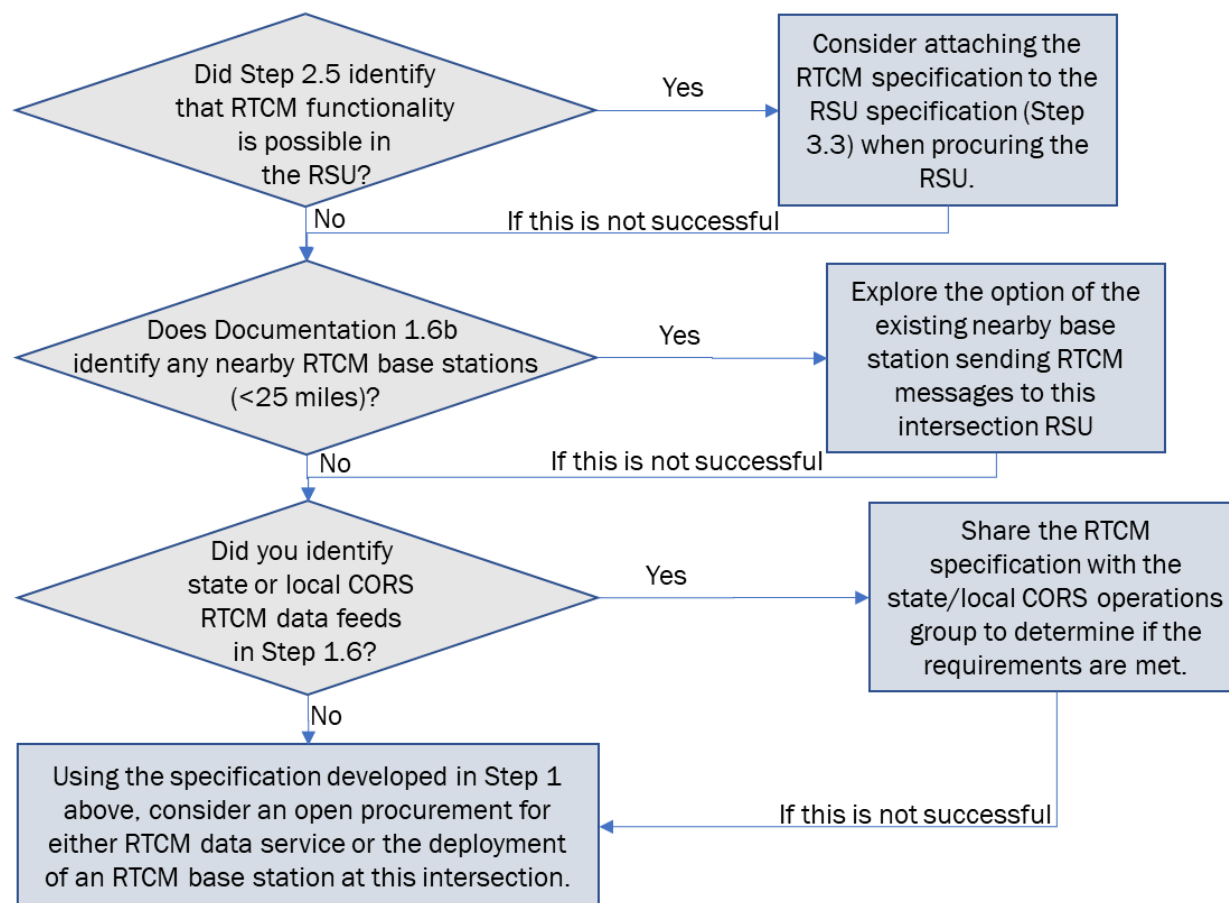 Did Step 2.5 identify
that RTCM functionality
is possible in
the RSU?
Yes
Consider attaching the
RTCM specification to the
RSU specification (Step
3.3) when procuring the
RSU.
No
If this is not successful
Does Documentation 1.6b
identify any nearby RTCM base stations
(<25 miles)?
Yes
Explore the option of the
existing nearby base
station sending RTCM
messages to this
intersection RSU
No
If this is not successful
Did you identify
state or local CORS
RTCM data feeds
in Step 1.6?
Yes
Share the RTCM
specification with the
state/local CORS operations
group to determine if the
requirements are met.
No
If this is not successful
Using the specification developed in Step 1
above, consider an open procurement for
either RTCM data service or the deployment
of an RTCM base station at this intersection.